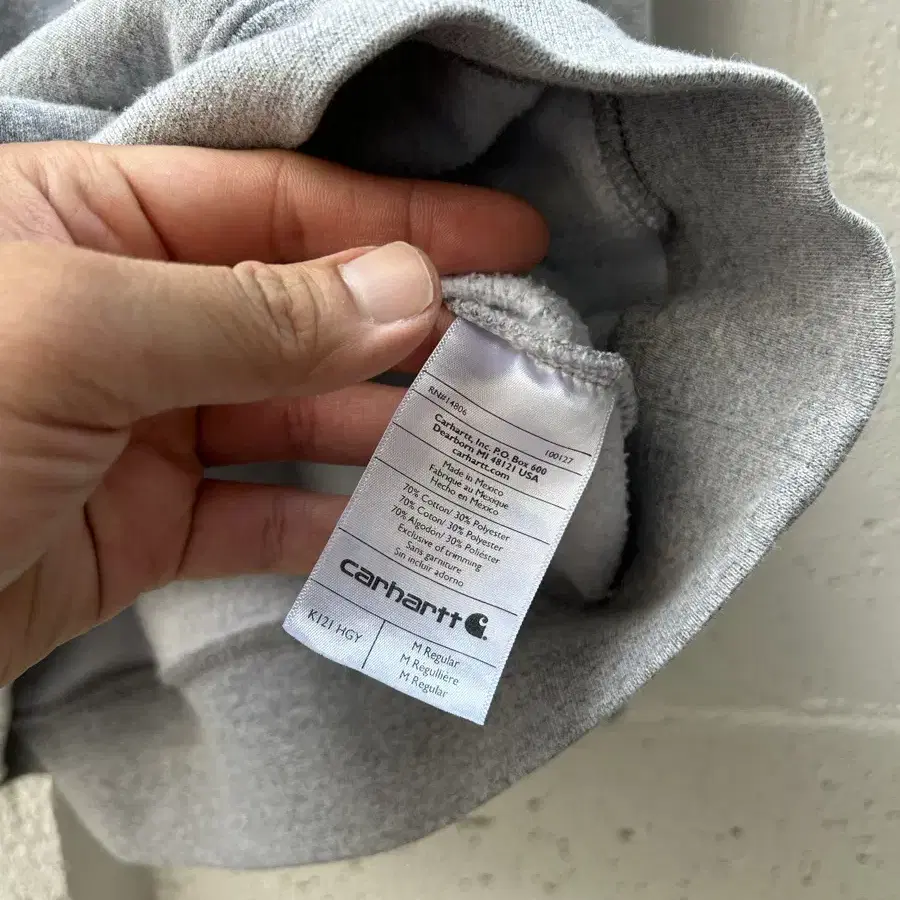 RN#14806
100127
Carhartt, Inc. P.O. Box 600
Dearborn MI 48121 USA
carhartt.com
Made in Mexico
Fabriqué au Mexique
Hecho en Mexico
70% Cotton/ 30% Polyester
70% Coton/ 30% Polyester
70% Algodón/ 30% Poliéster
Exclusive of trimming
Sans garniture
Sin incluir adorno
carhartt
K121 HGY
M Regular
M Regullière
M Regular